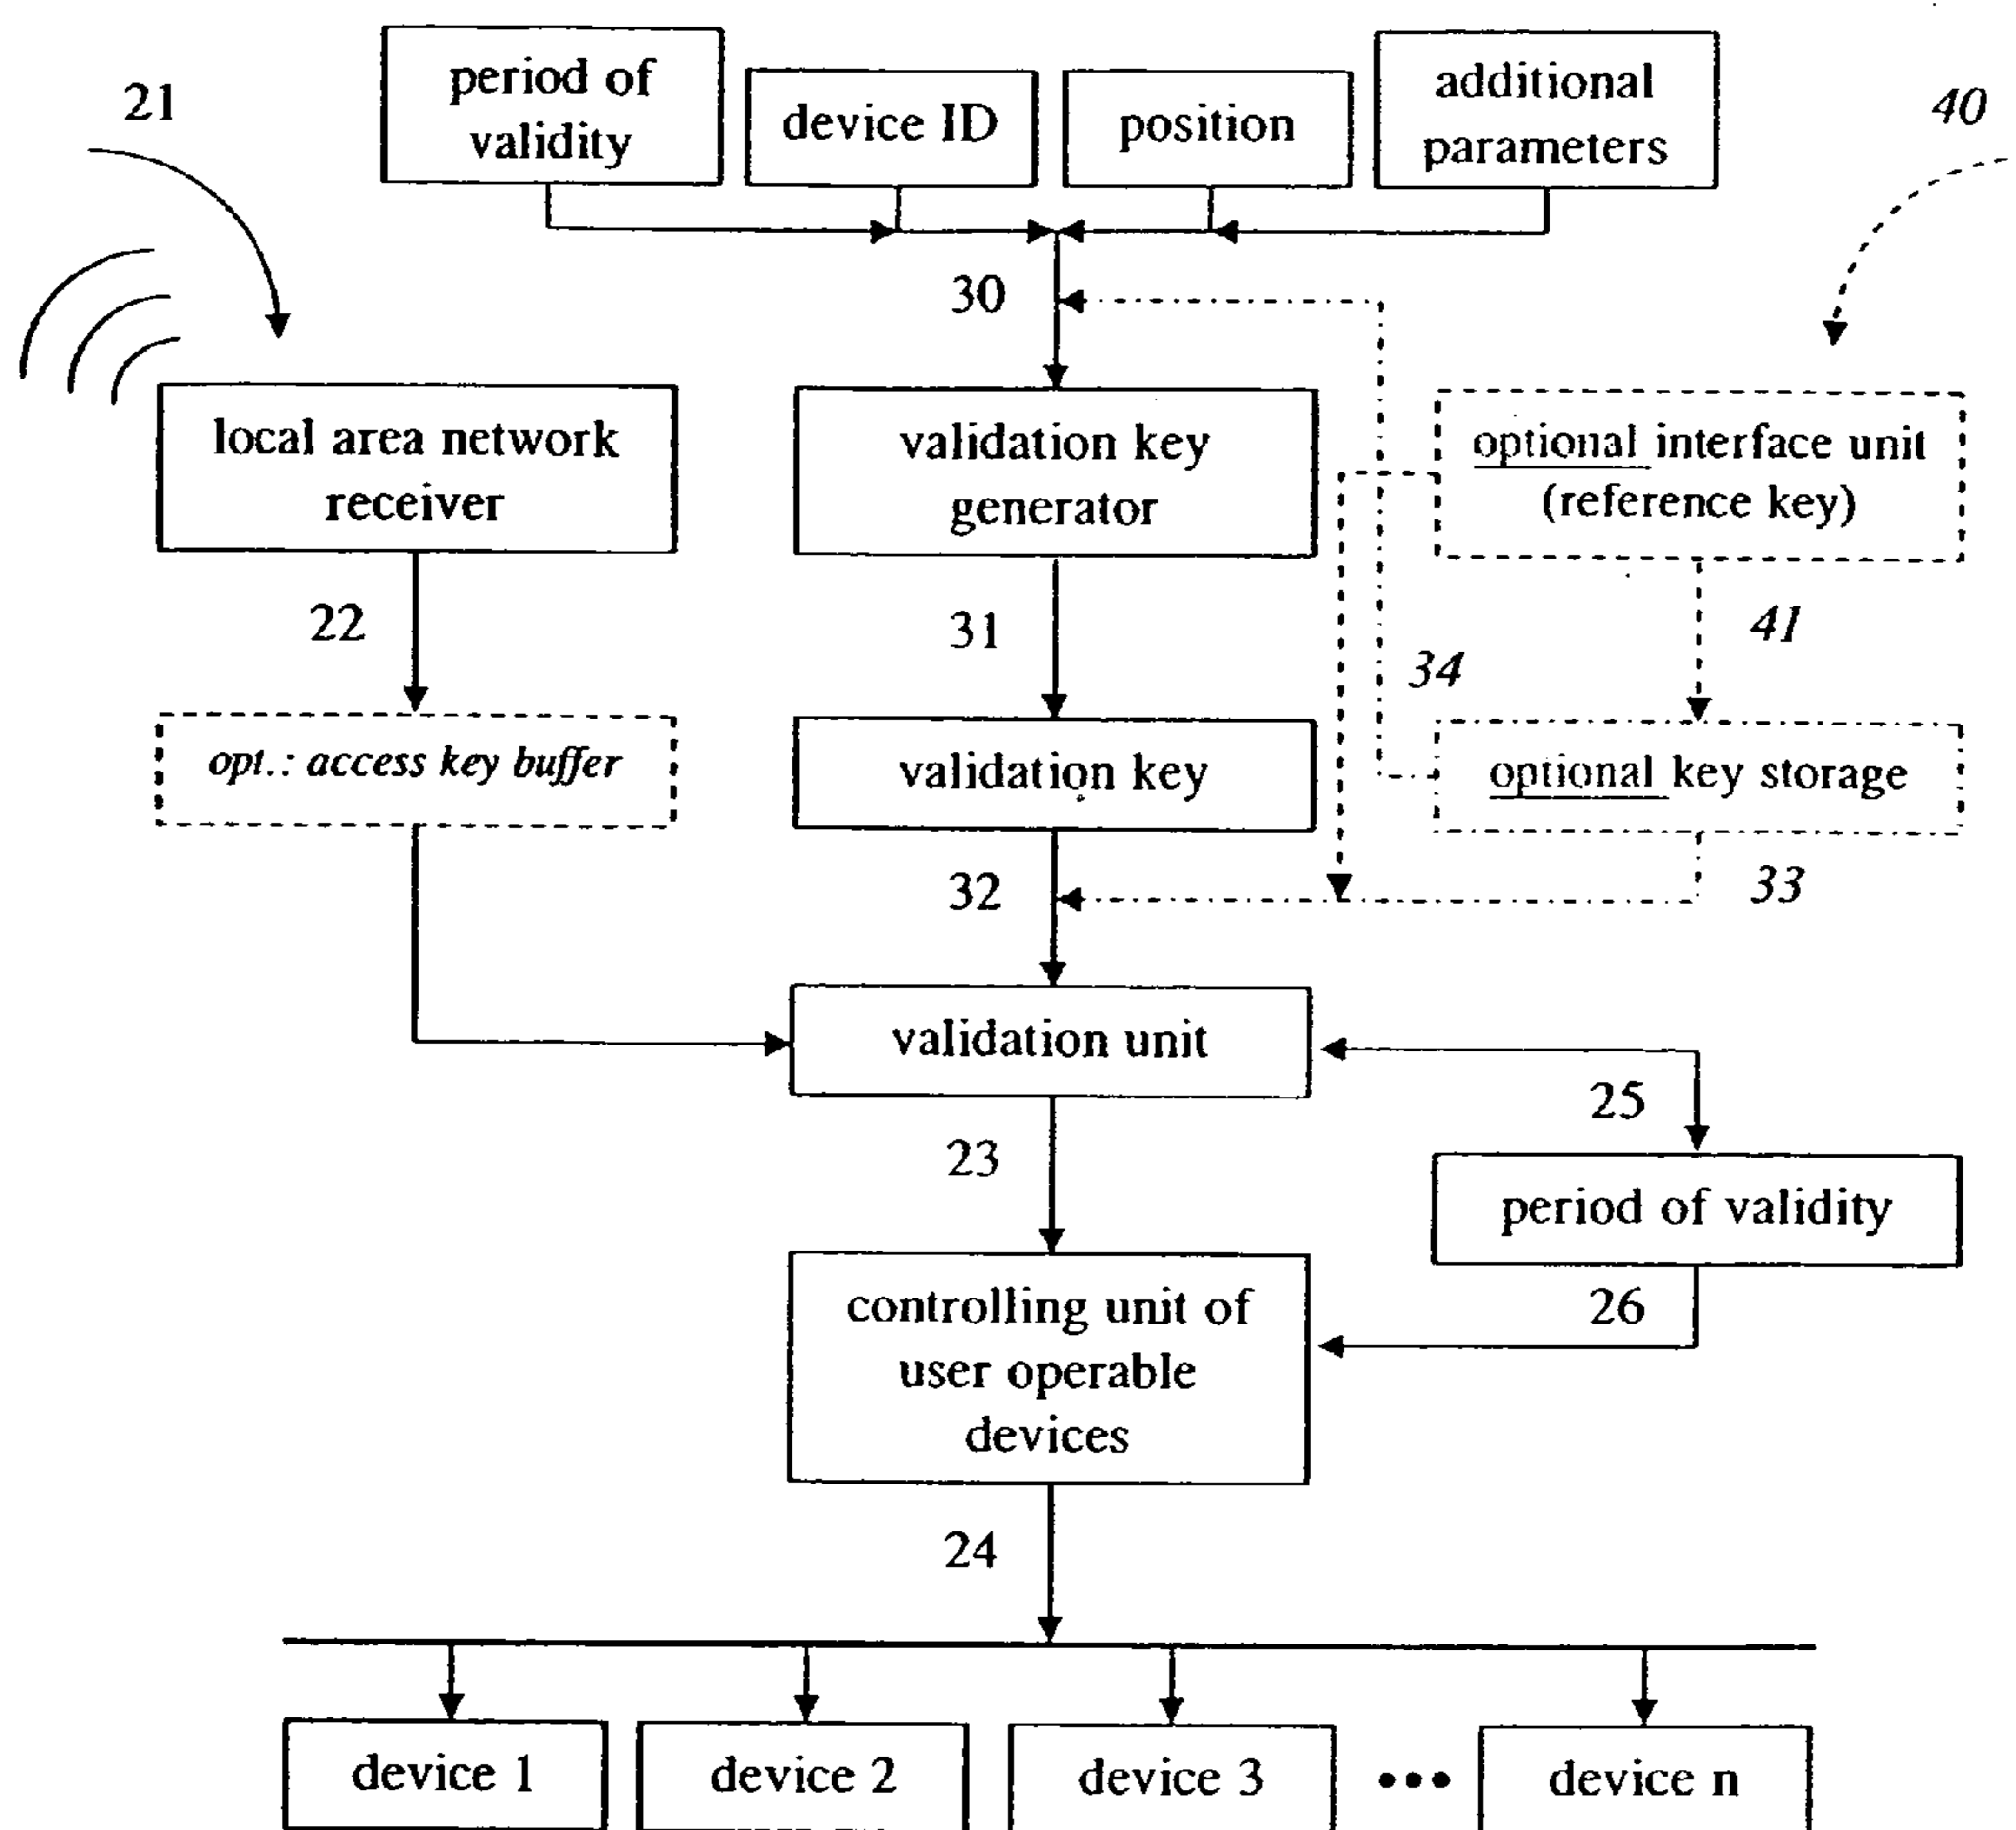 period of
validity
device ID
position
additional
parameters
21
40
30
local area network
receiver
validation key
generator
optional interface unit
(reference key)
22
31
41
34
opt.: access key buffer
validation key
optional key storage
32
33
validation unit
25
23
period of validity
controlling unit of
user operable
devices
26
24
device 1
device 2
device 3
•••
device n